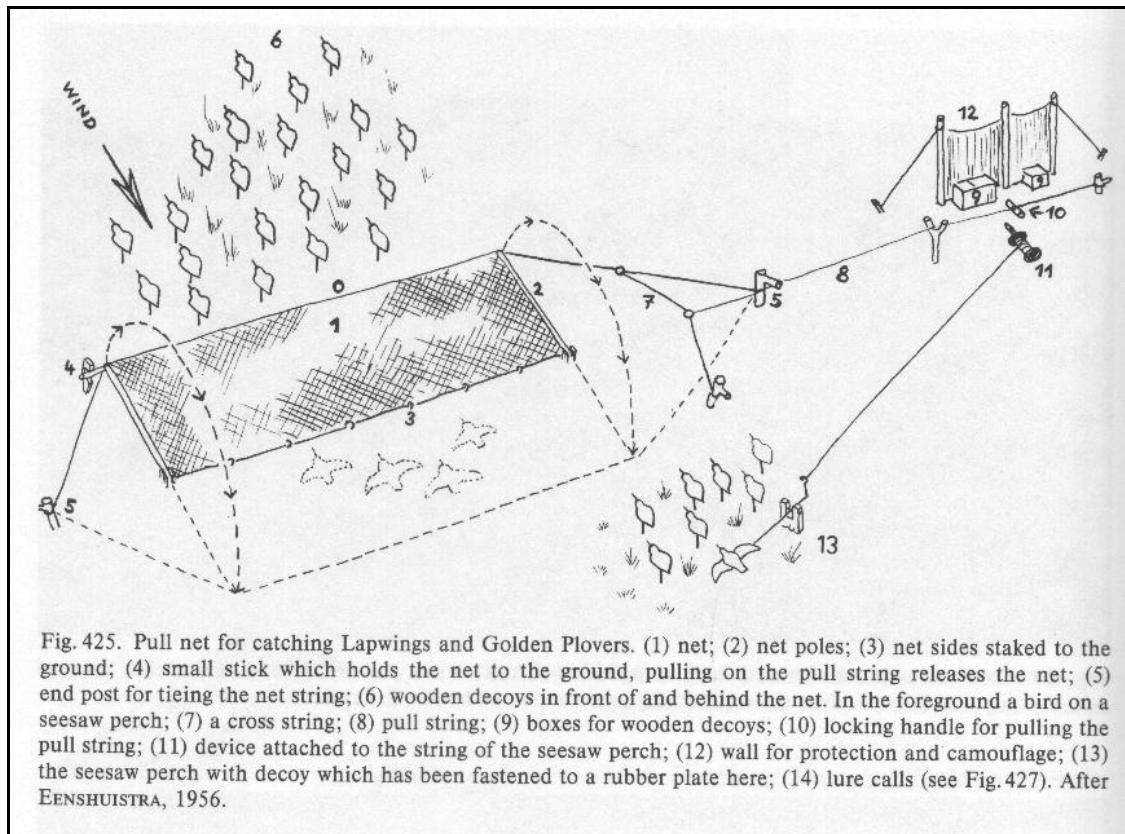 6
WIND
12
9
9
10
11
8
0
2
7
5
1
4
3
5
13
Fig. 425. Pull net for catching Lapwings and Golden Plovers. (1) net; (2) net poles; (3) net sides staked to the
ground; (4) small stick which holds the net to the ground, pulling on the pull string releases the net; (5)
end post for tieing the net string; (6) wooden decoys in front of and behind the net. In the foreground a bird on a
seesaw perch; (7) a cross string; (8) pull string; (9) boxes for wooden decoys; (10) locking handle for pulling the
pull string; (11) device attached to the string of the seesaw perch; (12) wall for protection and camouflage; (13)
the seesaw perch with decoy which has been fastened to a rubber plate here; (14) lure calls (see Fig. 427). After
EENSHUISTRA, 1956.